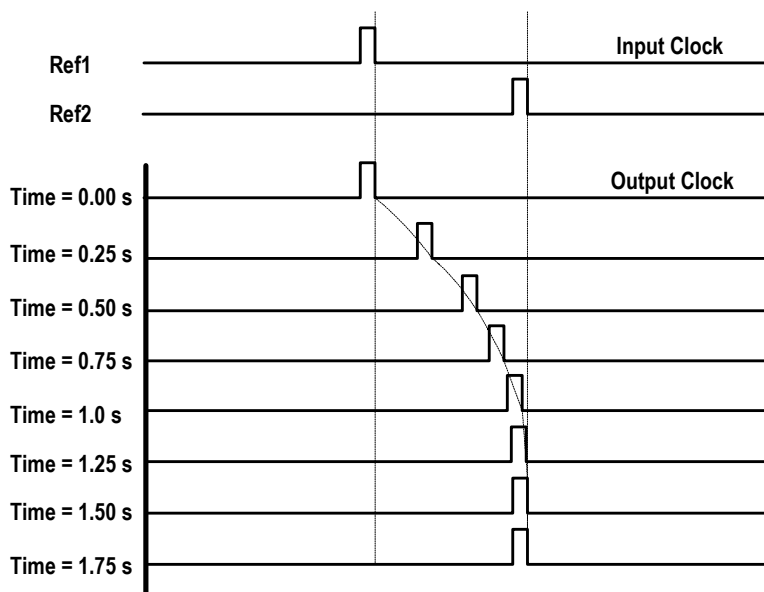 Input Clock
Ref1
Ref2
Output Clock
Time = 0.00 s
Time = 0.25 s
Time = 0.50 s
Time = 0.75 s
Time = 1.0 s
Time = 1.25 s
Time = 1.50 s
Time = 1.75 s